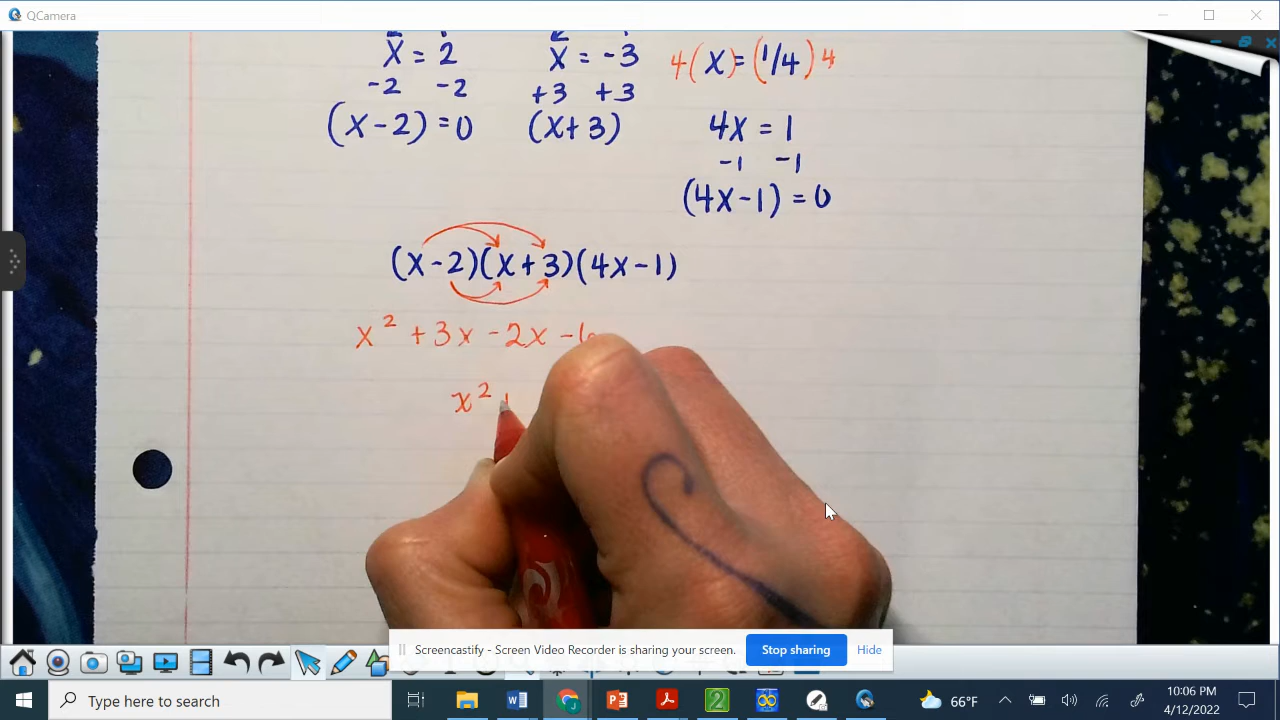 QCamera
x = 2 x = -3 4(x) = (1/4)4
-2 -2 +3 +3 4x = 1
(x-2) = 0 (x+3) -1 -1
(4x-1) = 0
(x-2)(x+3)(4x-1)
x² + 3x - 2x -
x²
Screencastify - Screen Video Recorder is sharing your screen.
Stop sharing
Hide
Type here to search
66°F
10:06 PM
4/12/2022